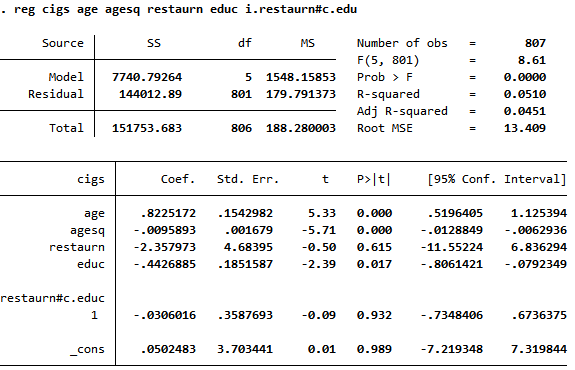 . reg cigs age agesq restaurn educ i.restaurn#c.edu
Source SS df MS Number of obs = 807
F(5, 801) = 8.61
Model 7740.79264 5 1548.15853 Prob > F = 0.0000
Residual 144012.89 801 179.791373 R-squared = 0.0510
Adj R-squared = 0.0451
Total 151753.683 806 188.280003 Root MSE = 13.409
cigs Coef. Std. Err. t P>|t| [95% Conf. Interval]
age .8225172 .1542982 5.33 0.000 .5196405 1.125394
agesq -.0095893 .001679 -5.71 0.000 -.0128849 -.0062936
restaurn -2.357973 4.68395 -0.50 0.615 -11.55224 6.836294
educ -.4426885 .1851587 -2.39 0.017 -.8061421 -.0792349
restaurn#c.educ
1 -.0306016 .3587693 -0.09 0.932 -.7348406 .6736375
_cons .0502483 3.703441 0.01 0.989 -7.219348 7.319844